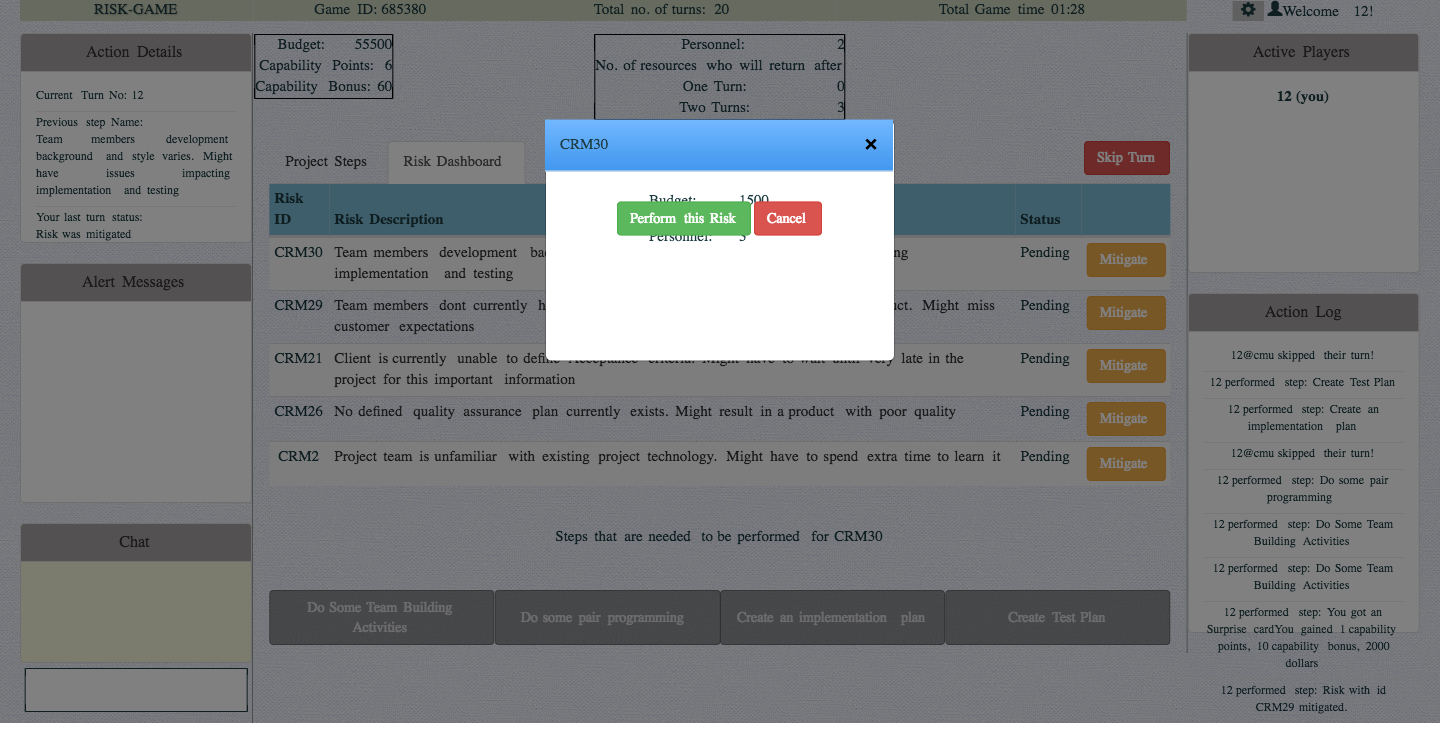 RISK-GAME
Game ID: 685380
Total no. of turns: 20
Total Game time 01:28
Welcome 12!
Action Details
Current Turn No: 12
Previous step Name:
Team members development
background and style varies. Might
have issues impacting
implementation and testing
Your last turn status:
Risk was mitigated
Alert Messages
Chat
Budget: 55500
Capability Points: 6
Capability Bonus: 60
Personnel: 2
No. of resources who will return after
One Turn: 0
Two Turns: 3
Project Steps
Risk Dashboard
Skip Turn
Risk
ID Risk Description Status
CRM30 Team members development
implementation and testing
Pending
Mitigate
CRM29 Team members dont currently Might miss
customer expectations
Pending
Mitigate
CRM21 Client is currently unable to define Acceptance criteria. Might have to wait until very late in the
project for this important information
Pending
Mitigate
CRM26 No defined quality assurance plan currently exists. Might result in a product with poor quality Pending
Mitigate
CRM2 Project team is unfamiliar with existing project technology. Might have to spend extra time to learn it Pending
Mitigate
CRM30
×
Budget: 1500
Perform this Risk
Cancel
Personnel:
Steps that are needed to be performed for CRM30
Do Some Team Building
Activities
Do some pair programming
Create an implementation plan
Create Test Plan
Active Players
12 (you)
Action Log
12@cmu skipped their turn!
12 performed step: Create Test Plan
12 performed step: Create an
implementation plan
12@cmu skipped their turn!
12 performed step: Do some pair
programming
12 performed step: Do Some Team
Building Activities
12 performed step: Do Some Team
Building Activities
12 performed step: You got an
Surprise cardYou gained 1 capability
points, 10 capability bonus, 2000
dollars
12 performed step: Risk with id
CRM29 mitigated.